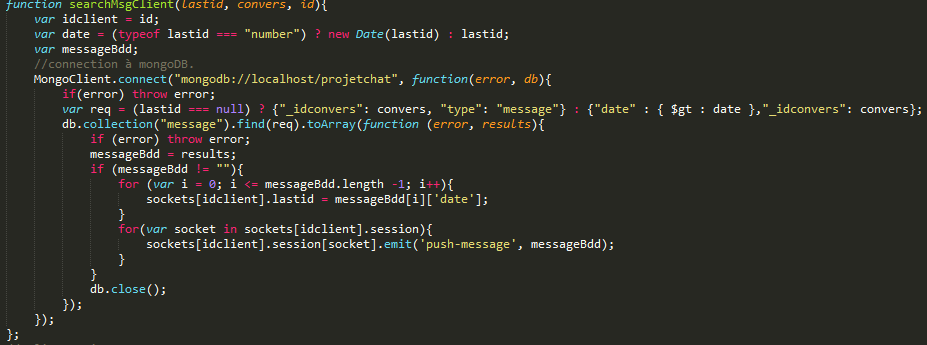 function searchMsgClient(lastid, convers, id){
var idclient = id;
var date = (typeof lastid === "number") ? new Date(lastid) : lastid;
var messageBdd;
//connection à mongoDB.
MongoClient.connect("mongodb://localhost/projetchat", function(error, db){
if(error) throw error;
var req = (lastid === null) ? {"_idconvers": convers, "type": "message"} : {"date" : { $gt : date },"_idconvers": convers};
db.collection("message").find(req).toArray(function (error, results){
if (error) throw error;
messageBdd = results;
if (messageBdd != ""){
for (var i = 0; i <= messageBdd.length -1; i++){
sockets[idclient].lastid = messageBdd[i]['date'];
}
for(var socket in sockets[idclient].session){
sockets[idclient].session[socket].emit('push-message', messageBdd);
}
}
db.close();
});
});
};